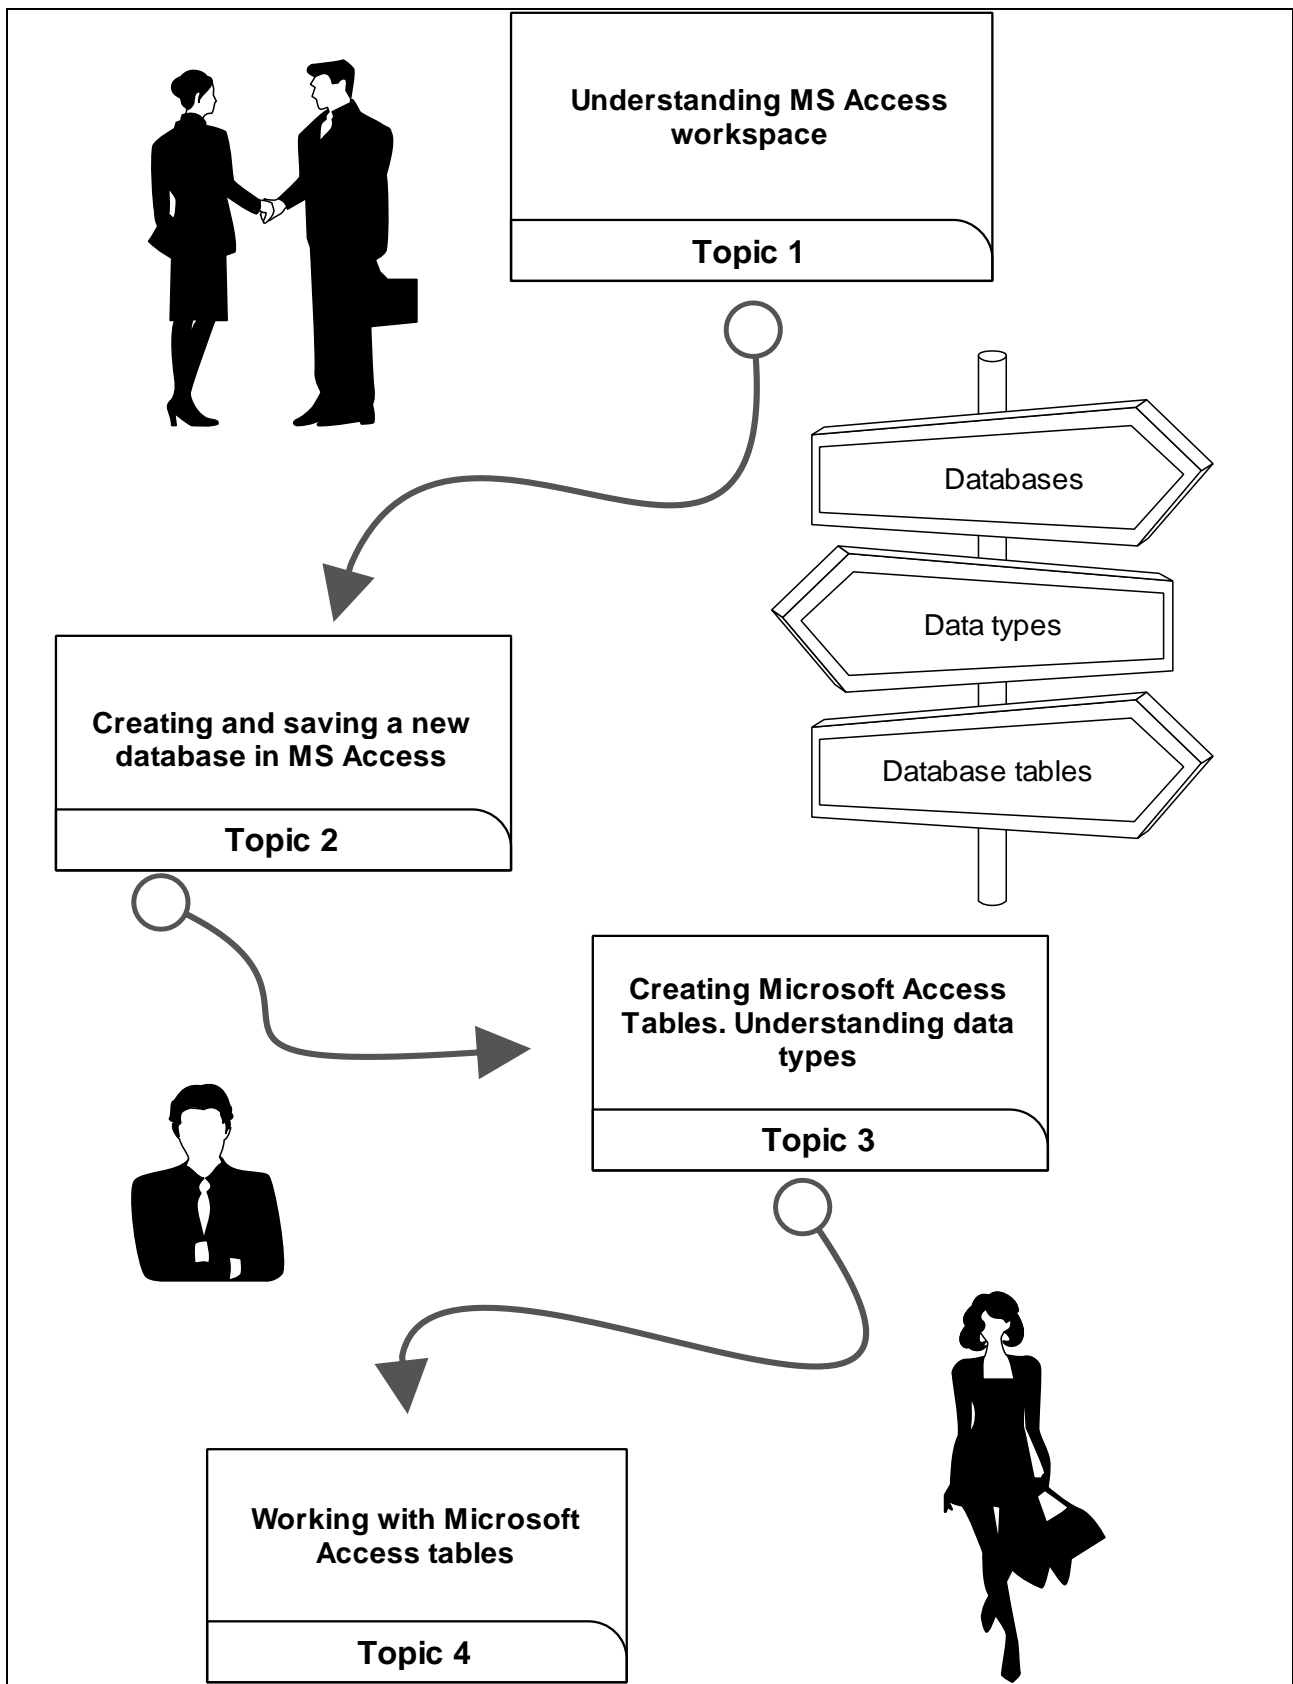 Understanding MS Access
workspace
Topic 1
Databases
Data types
Database tables
Creating and saving a new
database in MS Access
Topic 2
Creating Microsoft Access
Tables. Understanding data
types
Topic 3
Working with Microsoft
Access tables
Topic 4